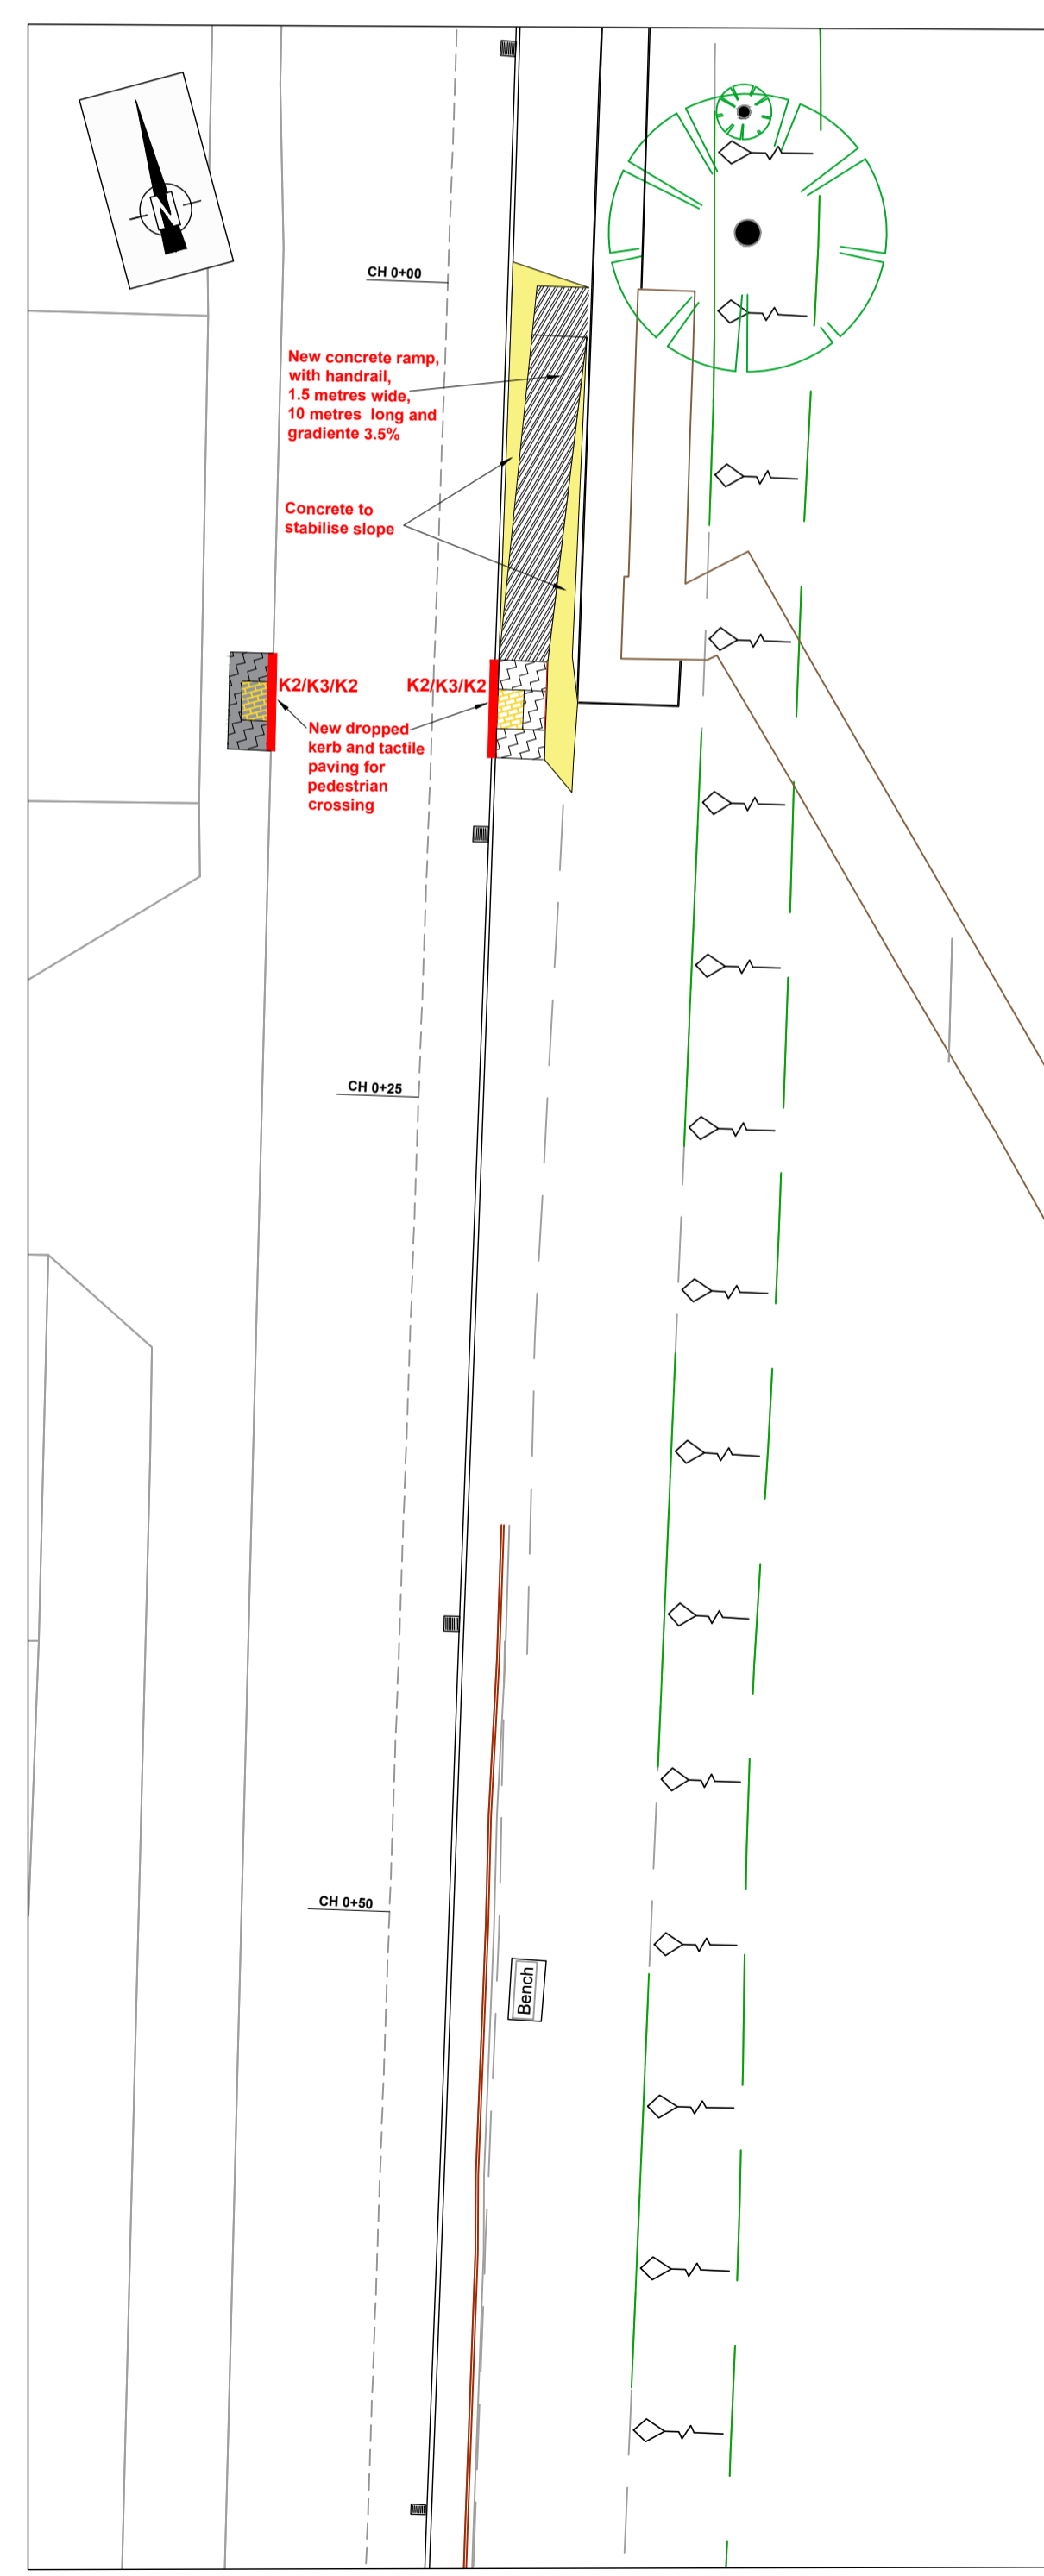 N
CH 0+00
New concrete ramp,
with handrail,
1.5 metres wide,
10 metres long and
gradiente 3.5%
Concrete to
stabilise slope
K2/K3/K2
K2/K3/K2
New dropped
kerb and tactile
paving for
pedestrian
crossing
CH 0+25
CH 0+50
Bench